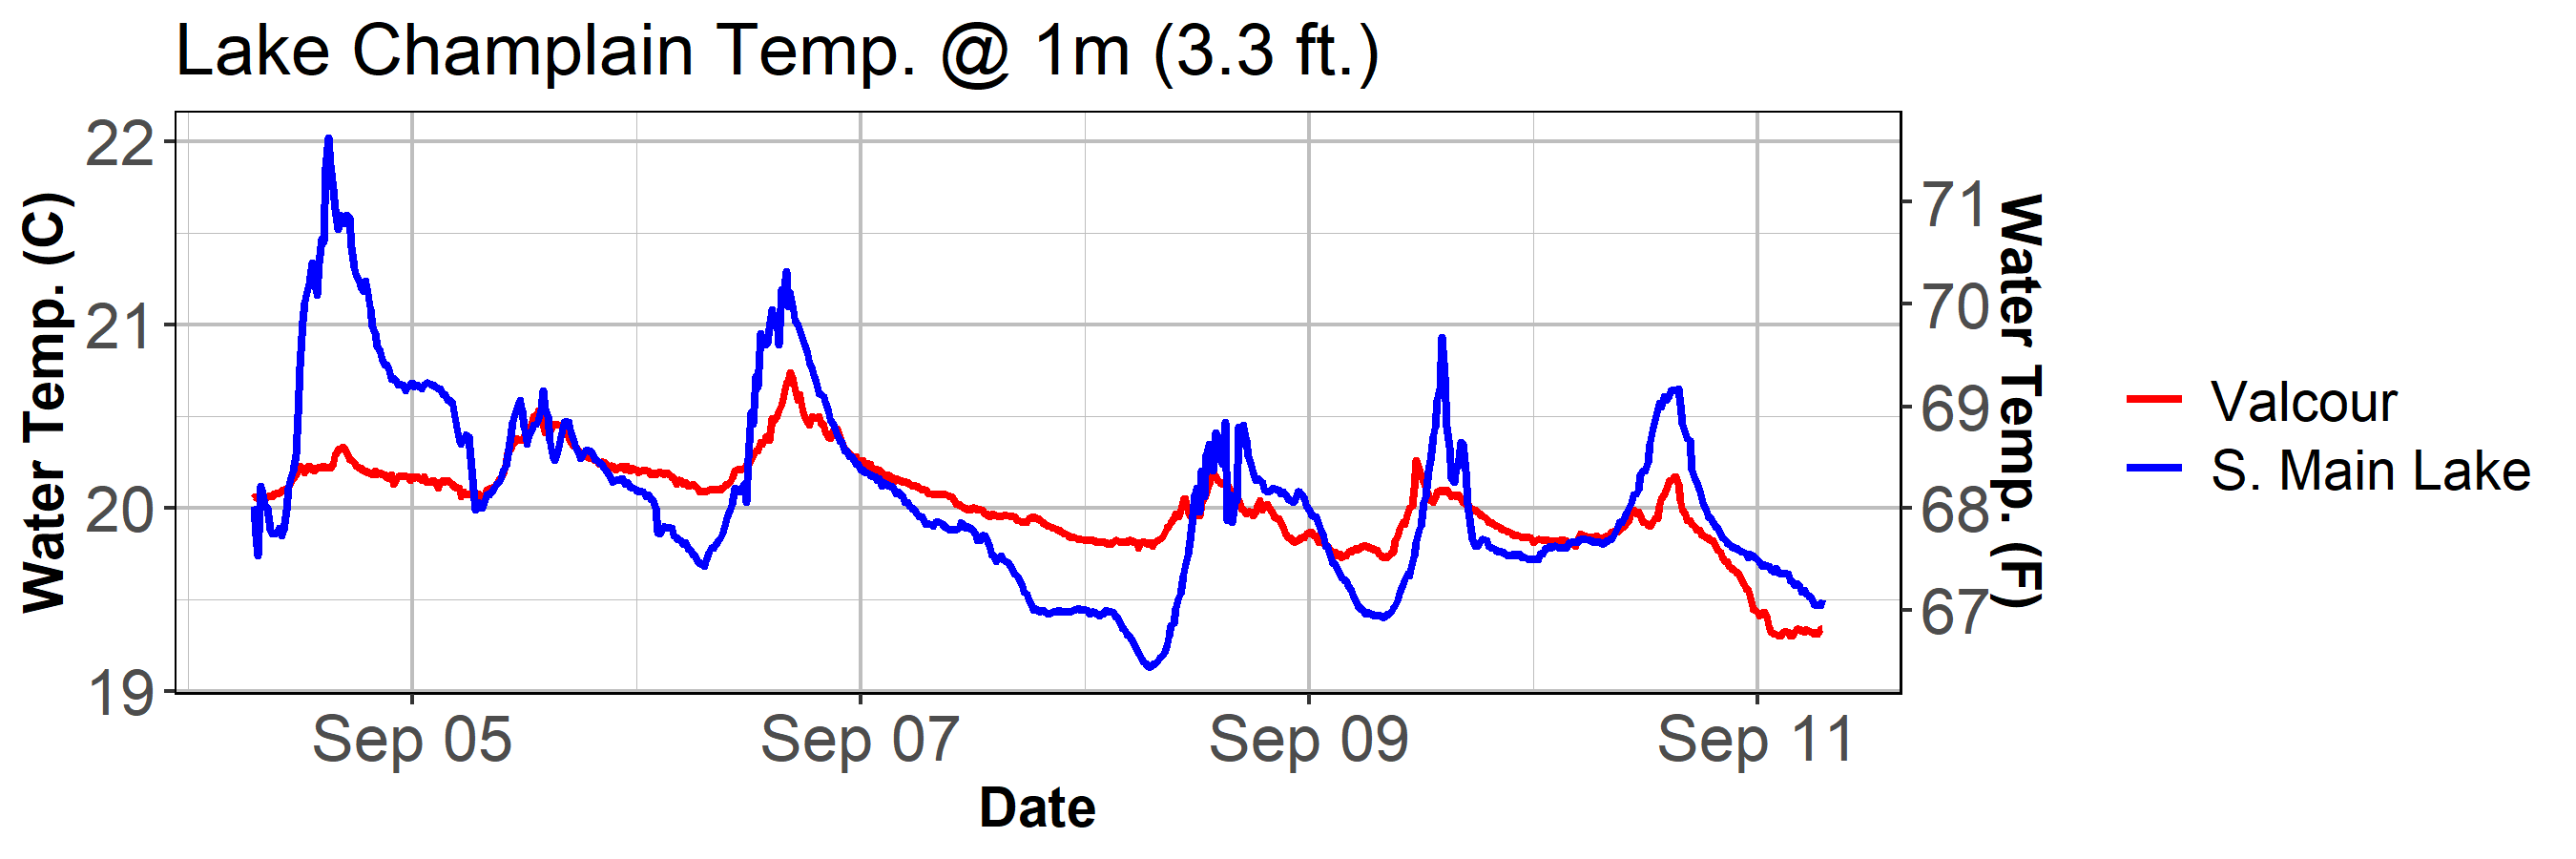 Lake Champlain Temp. @ 1m (3.3 ft.)
Water Temp. (C)
22
21
20
19
71
70
69
68
67
Water Temp. (F)
Sep 05
Sep 07
Sep 09
Sep 11
Date
Valcour
S. Main Lake